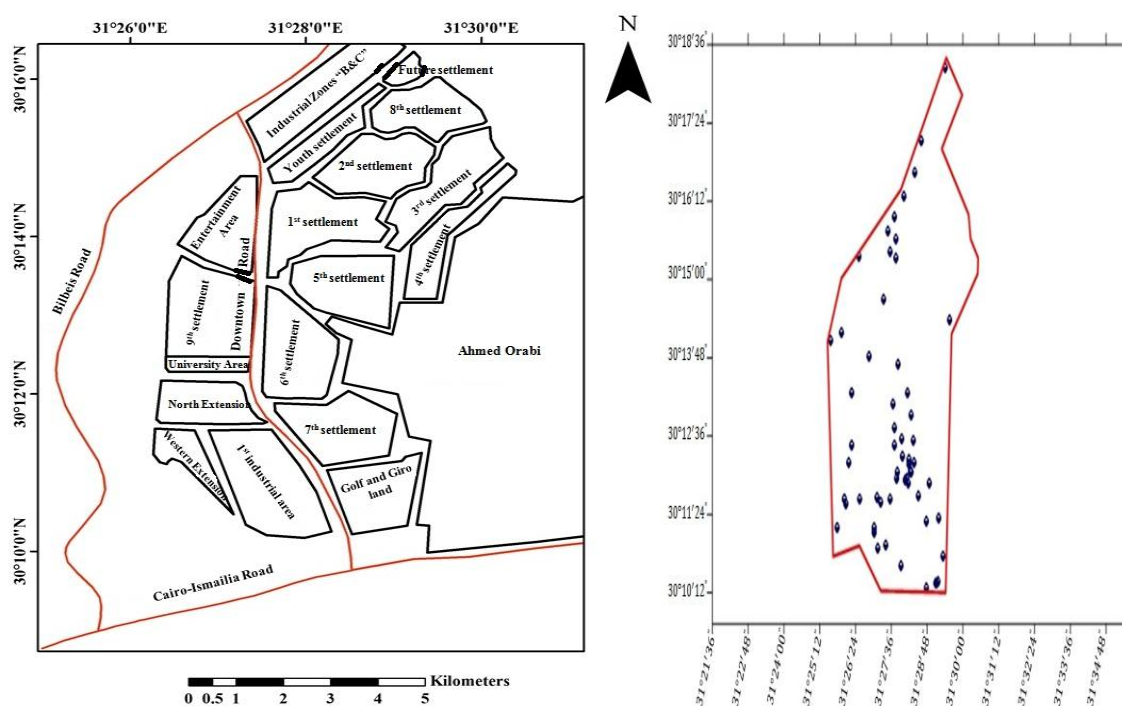 31°26'0"E 31°28'0"E 31°30'0"E
30°16'0"N
30°14'0"N
30°12'0"N
30°10'0"N
Industrial Zones "B&C"
Future settlement
8th settlement
Youth settlement
2nd settlement
3rd settlement
Entertainment
Area
1st settlement
4th settlement
Road
5th settlement
Bilbeis Road
9th settlement
Downtown
6th settlement
Ahmed Orabi
University Area
North Extension
7th settlement
Western Extension
1st industrial area
Golf and Giro
land
Cairo-Ismailia Road
Kilometers
0 0.5 1 2 3 4 5
N
30°18'36"
30°17'24"
30°16'12"
30°15'00"
30°13'48"
30°12'36"
30°11'24"
30°10'12"
31°21'36" 31°22'48" 31°24'00" 31°25'12" 31°26'24" 31°27'36" 31°28'48" 31°30'00" 31°31'12" 31°32'24" 31°33'36" 31°34'48"